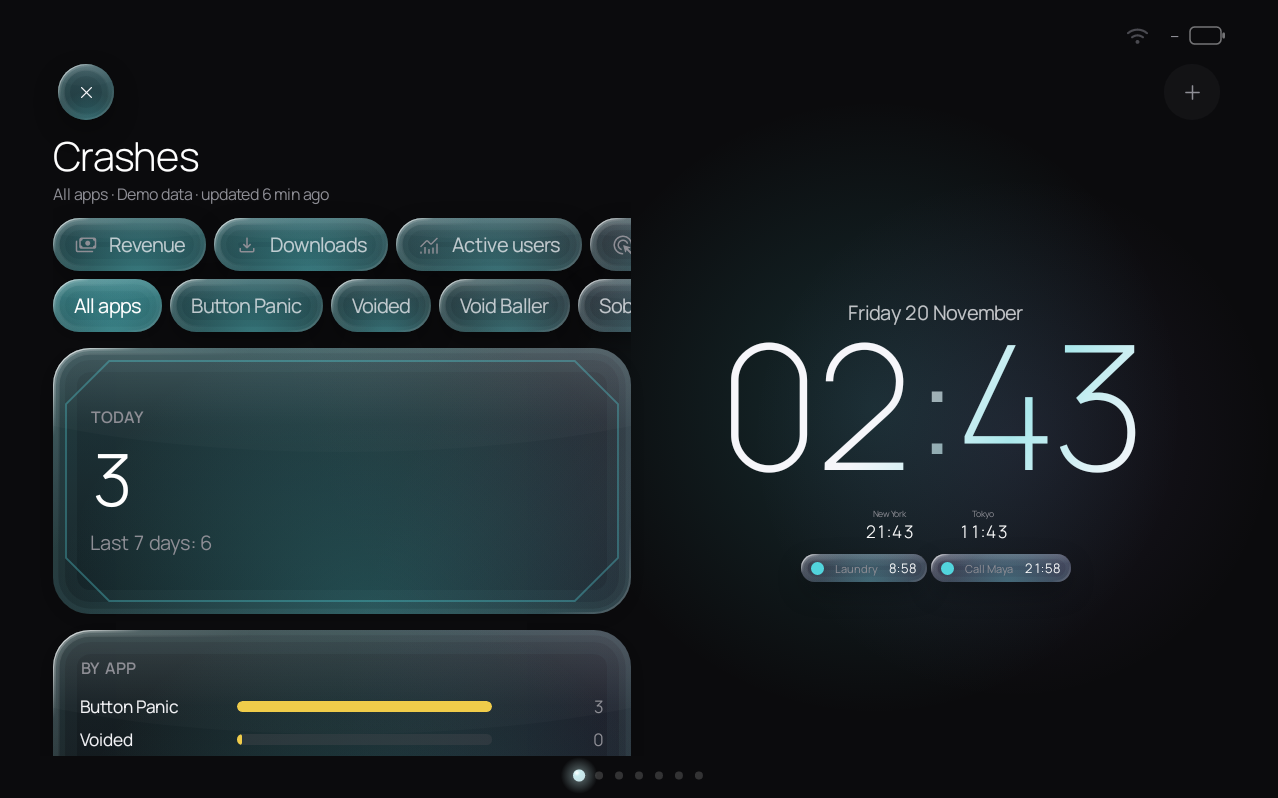 –
Crashes
All apps · Demo data · updated 6 min ago
Revenue
Downloads
Active users
All apps
Button Panic
Voided
Void Baller
Sob
TODAY
3
Last 7 days: 6
BY APP
Button Panic 3
Voided 0
Friday 20 November
02:43
New York
21:43
Tokyo
11:43
Laundry 8:58
Call Maya 21:58